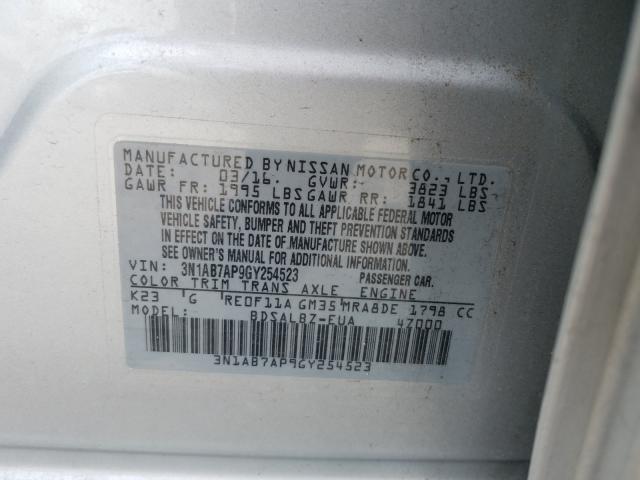 MANUFACTURED BY NISSAN MOTOR CO., LTD.
DATE: 03/16 GVWR: 3823 LBS
GAWR FR: 1995 LBS GAWR RR: 1841 LBS
THIS VEHICLE CONFORMS TO ALL APPLICABLE FEDERAL MOTOR
VEHICLE SAFETY, BUMPER AND THEFT PREVENTION STANDARDS
IN EFFECT ON THE DATE OF MANUFACTURE SHOWN ABOVE.
SEE OWNER'S MANUAL FOR ADDITIONAL INFORMATION.
VIN: 3N1AB7AP9GY254523 PASSENGER CAR.
COLOR TRIM TRANS AXLE ENGINE
K23 G RE0F11A GM35 MRA8DE 1798 CC
MODEL: BDSALBZ-EUA 47000
3N1AB7AP9GY254523